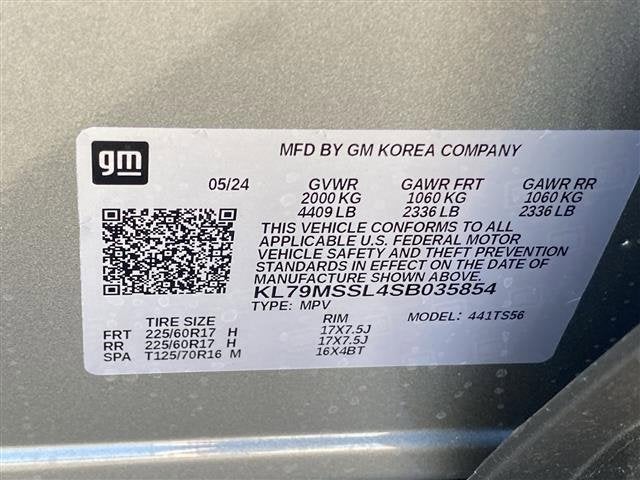 gm
MFD BY GM KOREA COMPANY
05/24 GVWR GAWR FRT GAWR RR
2000 KG 1060 KG 1060 KG
4409 LB 2336 LB 2336 LB
THIS VEHICLE CONFORMS TO ALL
APPLICABLE U.S. FEDERAL MOTOR
VEHICLE SAFETY AND THEFT PREVENTION
STANDARDS IN EFFECT ON THE DATE OF
MANUFACTURE SHOWN ABOVE.
KL79MSSL4SB035854
TYPE: MPV MODEL: 441TS56
TIRE SIZE RIM
FRT 225/60R17 H 17X7.5J
RR 225/60R17 H 17X7.5J
SPA T125/70R16 M 16X4BT